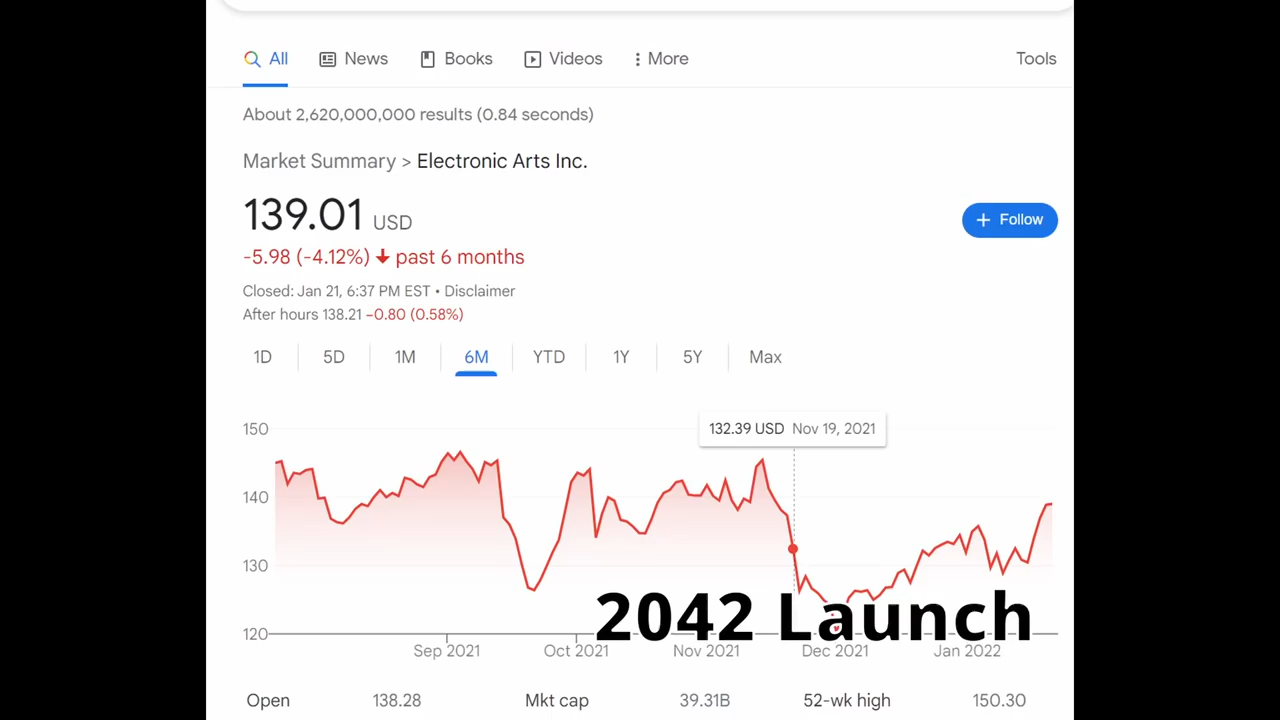 All News Books Videos More Tools
About 2,620,000,000 results (0.84 seconds)
Market Summary > Electronic Arts Inc.
139.01 USD
+ Follow
-5.98 (-4.12%) ↓ past 6 months
Closed: Jan 21, 6:37 PM EST • Disclaimer
After hours 138.21 −0.80 (0.58%)
1D 5D 1M 6M YTD 1Y 5Y Max
132.39 USD Nov 19, 2021
150
140
130
120
2042 Launch
Sep 2021 Oct 2021 Nov 2021 Dec 2021 Jan 2022
Open 138.28 Mkt cap 39.31B 52-wk high 150.30